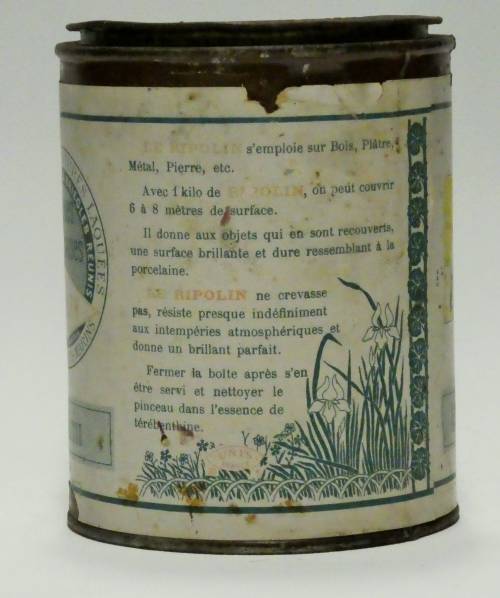 LE RIPOLIN s'emploie sur Bois, Plâtre,
Métal, Pierre, etc.
Avec 1 kilo de RIPOLIN, on peut couvrir
6 à 8 mètres de surface.
Il donne aux objets qui en sont recouverts,
une surface brillante et dure ressemblant à la
porcelaine.
LE RIPOLIN ne crevasse
pas, résiste presque indéfiniment
aux intempéries atmosphériques et
donne un brillant parfait.
Fermer la boîte après s'en
être servi et nettoyer le
pinceau dans l'essence de
térébenthine.
LAQUÉES
RÉUNIS